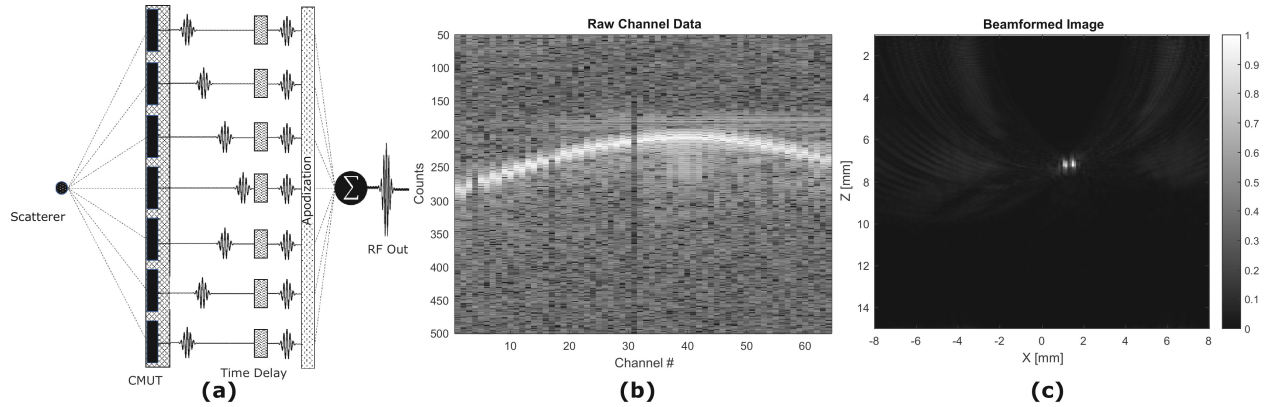 Scatterer
CMUT
Time Delay
Apodization
Σ
RF Out
(a)
Raw Channel Data
Counts
50
100
150
200
250
300
350
400
450
500
10
20
30
40
50
60
Channel #
(b)
Beamformed Image
Z [mm]
2
4
6
8
10
12
14
-8
-6
-4
-2
0
2
4
6
8
X [mm]
1
0.9
0.8
0.7
0.6
0.5
0.4
0.3
0.2
0.1
0
(c)